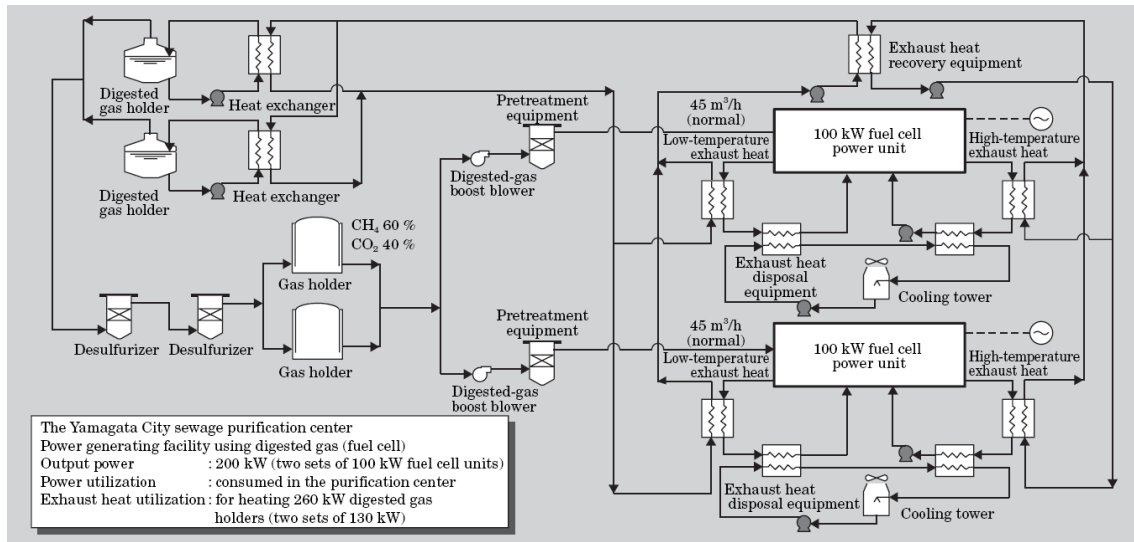 Digested
gas holder
Heat exchanger
Digested
gas holder
Heat exchanger
Pretreatment
equipment
Digested-gas
boost blower
45 m³/h
(normal)
Low-temperature
exhaust heat
100 kW fuel cell
power unit
Exhaust heat
recovery equipment
High-temperature
exhaust heat
Exhaust heat
disposal
equipment
Cooling tower
CH₄ 60 %
CO₂ 40 %
Gas holder
Gas holder
Desulfurizer
Desulfurizer
Pretreatment
equipment
Digested-gas
boost blower
45 m³/h
(normal)
Low-temperature
exhaust heat
100 kW fuel cell
power unit
High-temperature
exhaust heat
Exhaust heat
disposal equipment
Cooling tower
The Yamagata City sewage purification center
Power generating facility using digested gas (fuel cell)
Output power : 200 kW (two sets of 100 kW fuel cell units)
Power utilization : consumed in the purification center
Exhaust heat utilization : for heating 260 kW digested gas
holders (two sets of 130 kW)